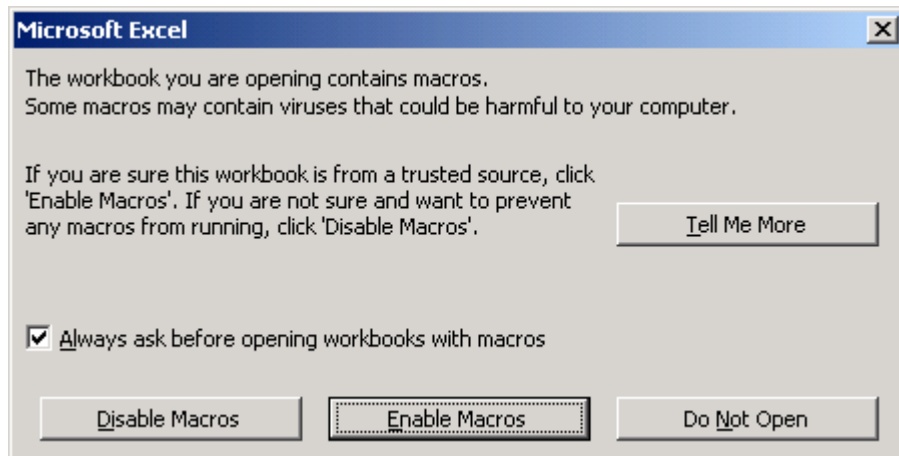 Microsoft Excel
The workbook you are opening contains macros.
Some macros may contain viruses that could be harmful to your computer.
If you are sure this workbook is from a trusted source, click
'Enable Macros'. If you are not sure and want to prevent
any macros from running, click 'Disable Macros'.
Tell Me More
Always ask before opening workbooks with macros
Disable Macros
Enable Macros
Do Not Open